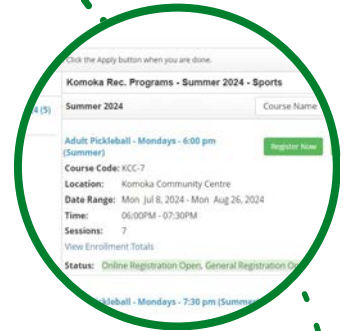 Click the Apply button when you are done.
Komoka Rec. Programs - Summer 2024 - Sports
(5)
Summer 2024
Course Name
Adult Pickleball - Mondays - 6:00 pm
(Summer)
Register Now
Course Code: KCC-7
Location: Komoka Community Centre
Date Range: Mon Jul 8, 2024 - Mon Aug 26, 2024
Time: 06:00PM - 07:30PM
Sessions: 7
View Enrollment Totals
Status: Online Registration Open, General Registration
Pickleball - Mondays - 7:30 pm (Summer